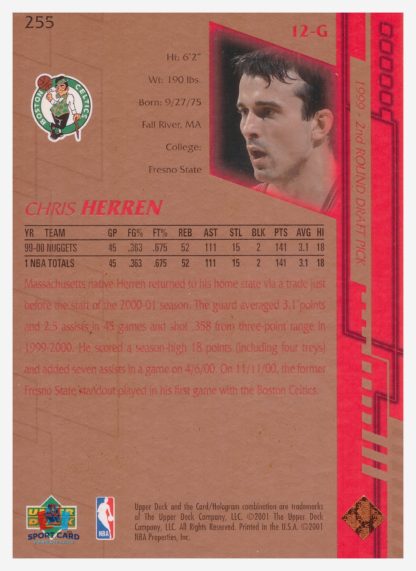 255
12-G
Ht: 6'2"
Wt: 190 lbs.
Born: 9/27/75
Fall River, MA
College:
Fresno State
BOSTON
CELTICS
1999 - 2nd ROUND DRAFT PICK
CHRIS HERREN
YR TEAM GP FG% FT% REB AST STL BLK PTS AVG HI
99-00 NUGGETS 45 .363 .675 52 111 15 2 141 3.1 18
1 NBA TOTALS 45 .363 .675 52 111 15 2 141 3.1 18
Massachusetts native Herren returned to his home state via a trade just
before the start of the 2000-01 season. The guard averaged 3.1 points
and 2.5 assists in 45 games and shot .358 from three-point range in
1999-2000. He scored a season-high 18 points (including four treys)
and added seven assists in a game on 4/6/00. On 11/11/00, the former
Fresno State standout played in his first game with the Boston Celtics.
UPPER
DECK
SPORT CARD
NBA
Upper Deck and the Card/Hologram combination are trademarks
of The Upper Deck Company, LLC. ©2001 The Upper Deck
Company, LLC. All Rights Reserved. Printed in the U.S.A. ©2001
NBA Properties, Inc.